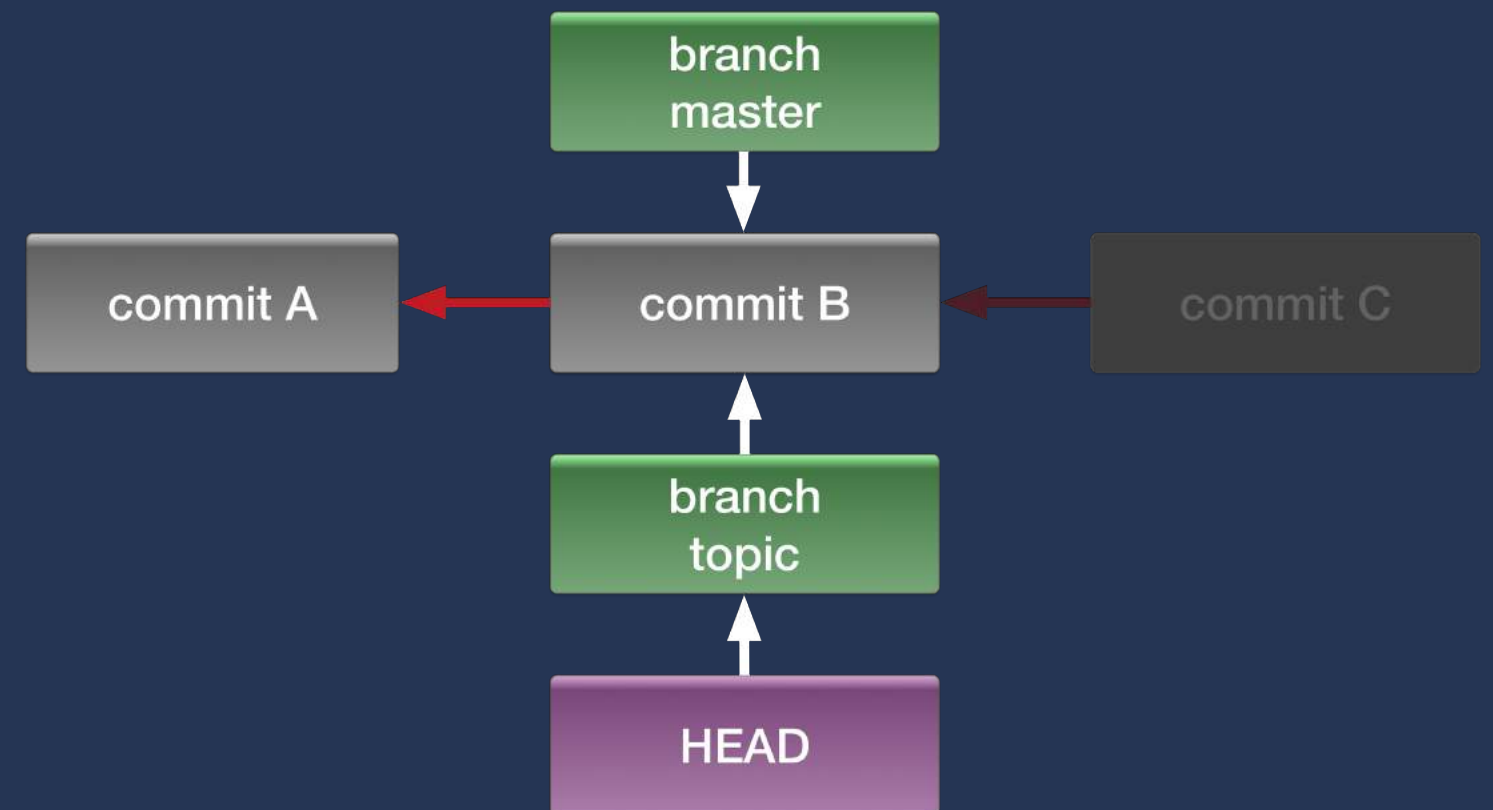 branch
master
commit A
commit B
commit C
branch
topic
HEAD